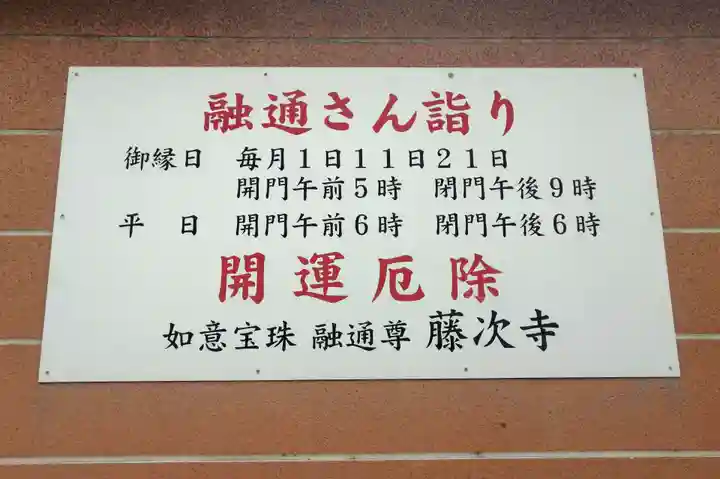 融通さん詣り
御縁日 毎月1日11日21日
開門午前5時 閉門午後9時
平 日 開門午前6時 閉門午後6時
開運厄除
如意宝珠 融通尊 藤次寺